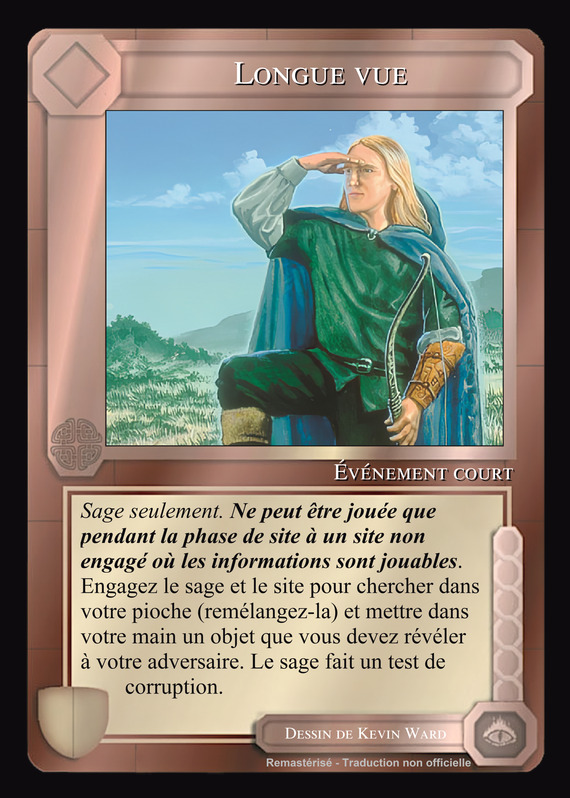 Longue vue
Événement court
Sage seulement. Ne peut être jouée que
pendant la phase de site à un site non
engagé où les informations sont jouables.
Engagez le sage et le site pour chercher dans
votre pioche (remélangez-la) et mettre dans
votre main un objet que vous devez révéler
à votre adversaire. Le sage fait un test de
corruption.
Dessin de Kevin Ward
Remastérisé - Traduction non officielle